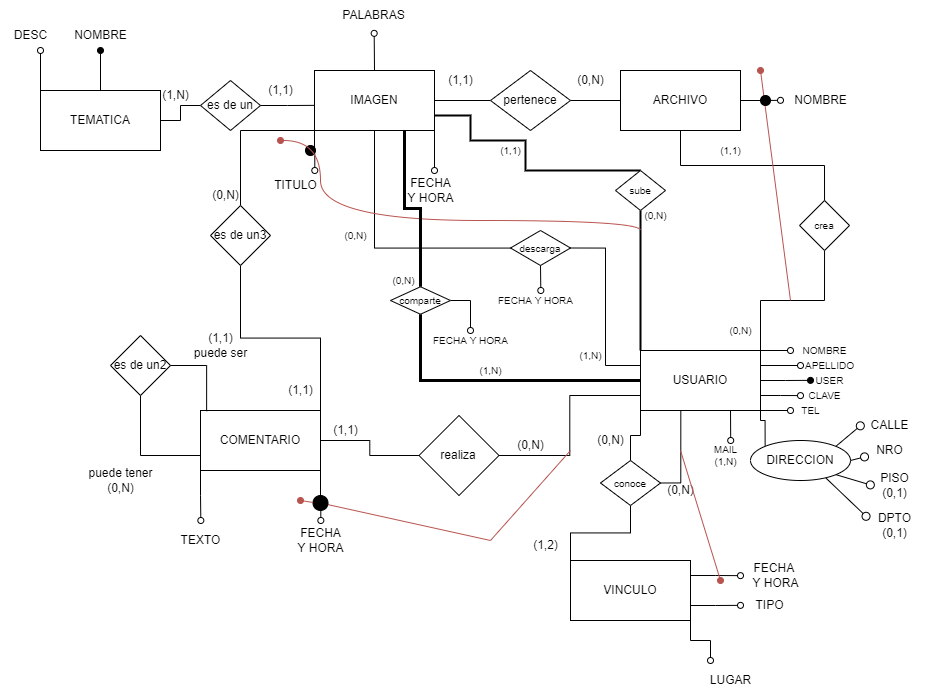 PALABRAS
DESC
NOMBRE
(1,N)
es de un
(1,1)
IMAGEN
(1,1)
pertenece
(0,N)
ARCHIVO
NOMBRE
TEMATICA
(1,1)
(1,1)
TITULO
FECHA
Y HORA
sube
(0,N)
(0,N)
es de un3
(0,N)
crea
descarga
(0,N)
comparte
FECHA Y HORA
FECHA Y HORA
(0,N)
(1,1)
puede ser
(1,N)
NOMBRE
es de un2
APELLIDO
(1,N)
USUARIO
USER
(1,1)
CLAVE
TEL
(1,1)
(0,N)
(0,N)
CALLE
COMENTARIO
realiza
MAIL
(1,N)
NRO
DIRECCION
puede tener
(0,N)
conoce
(0,N)
PISO
(0,1)
DPTO
(0,1)
TEXTO
FECHA
Y HORA
(1,2)
FECHA
Y HORA
VINCULO
TIPO
LUGAR